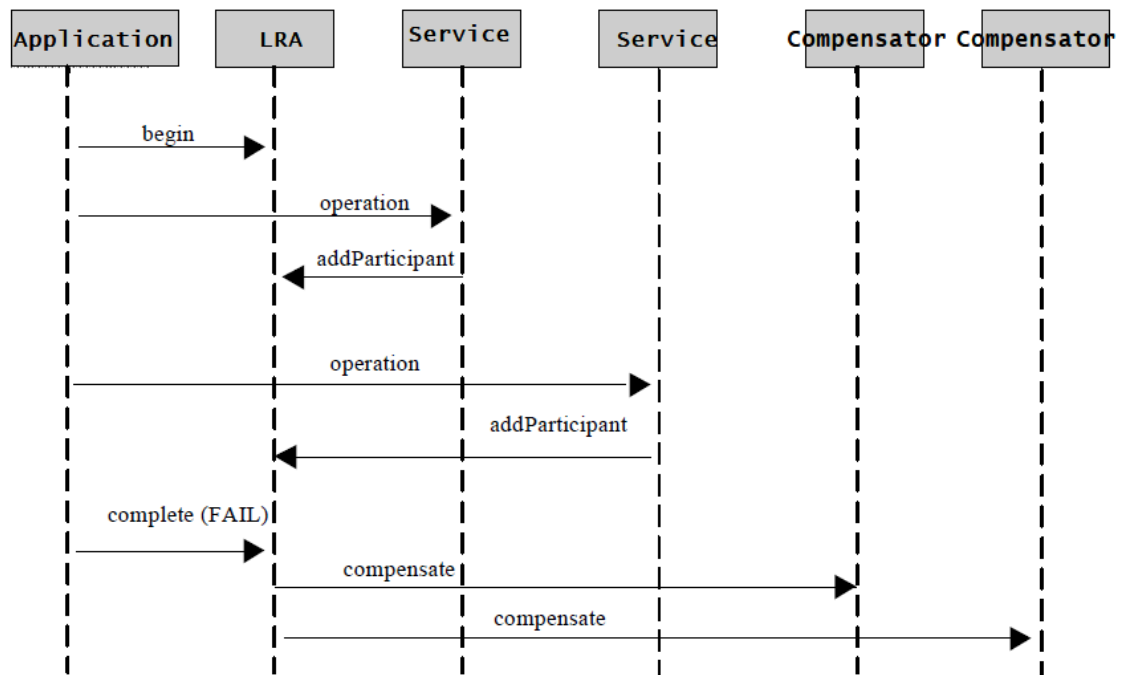 Application
LRA
Service
Service
Compensator
Compensator
begin
operation
addParticipant
operation
addParticipant
complete (FAIL)
compensate
compensate